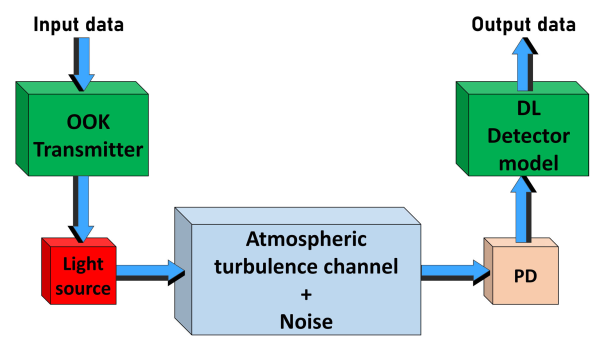 Input data
OOK
Transmitter
Light
source
Atmospheric
turbulence channel
+
Noise
PD
DL
Detector
model
Output data